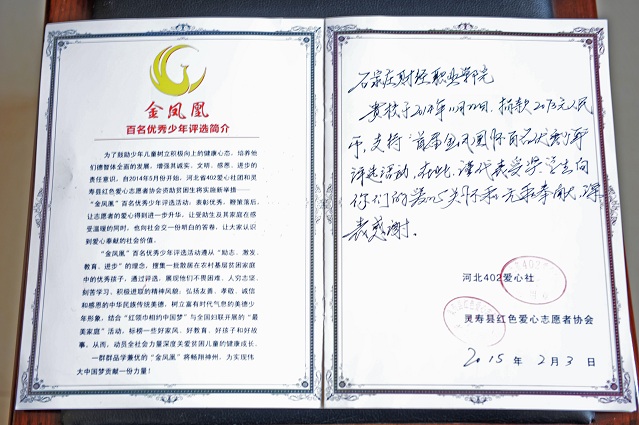 金凤凰
百名优秀少年评选简介
为了鼓励少年儿童树立积极向上的健康心态，培养他
们德智体全面的发展，增强其诚实、文明、感恩、进步的
责任意识。自2014年5月份开始，河北省402爱心社团和灵
寿县红色爱心志愿者协会资助贫困生将实施新举措——
“金凤凰”百名优秀少年评选活动：表彰优秀、鞭策落后，
让志愿者的爱心得到进一步升华，让受助生及其家庭在感
受温暖的同时，也向社会交一份明白的答卷，让大家认识
到爱心奉献的社会价值。
“金凤凰”百名优秀少年评选活动遵从“励志、激发、
教育、进步”的理念，搜集一批散居在农村基层贫困家庭中
的优秀孩子，通过评选，展现他们不畏困难、人穷志坚、
刻苦学习、积极进取的精神风貌；弘扬友善、孝敬、诚信
和感恩的中华民族传统美德，树立富有时代气息的美德少
年形象，结合“红领巾相约中国梦”与全国妇联开展的“最
美家庭”活动，标榜一些好家风、好教育、好孩子和好故
事，从而，动员全社会力量深度关爱贫困儿童的健康成长，
一群群品学兼优的“金凤凰”将畅翔神州，为实现伟
大中国梦贡献一份力量！
石家庄财经职业学院
贵校于2014年11月 日，捐款2073元人民
币，支持“首届金凤凰百名优秀少年
评选活动”，在此，谨代表受奖学生向
你们的爱心关怀和无私奉献，深
表感谢。
河北402爱心社
灵寿县红色爱心志愿者协会
2015 年 2 月 3 日